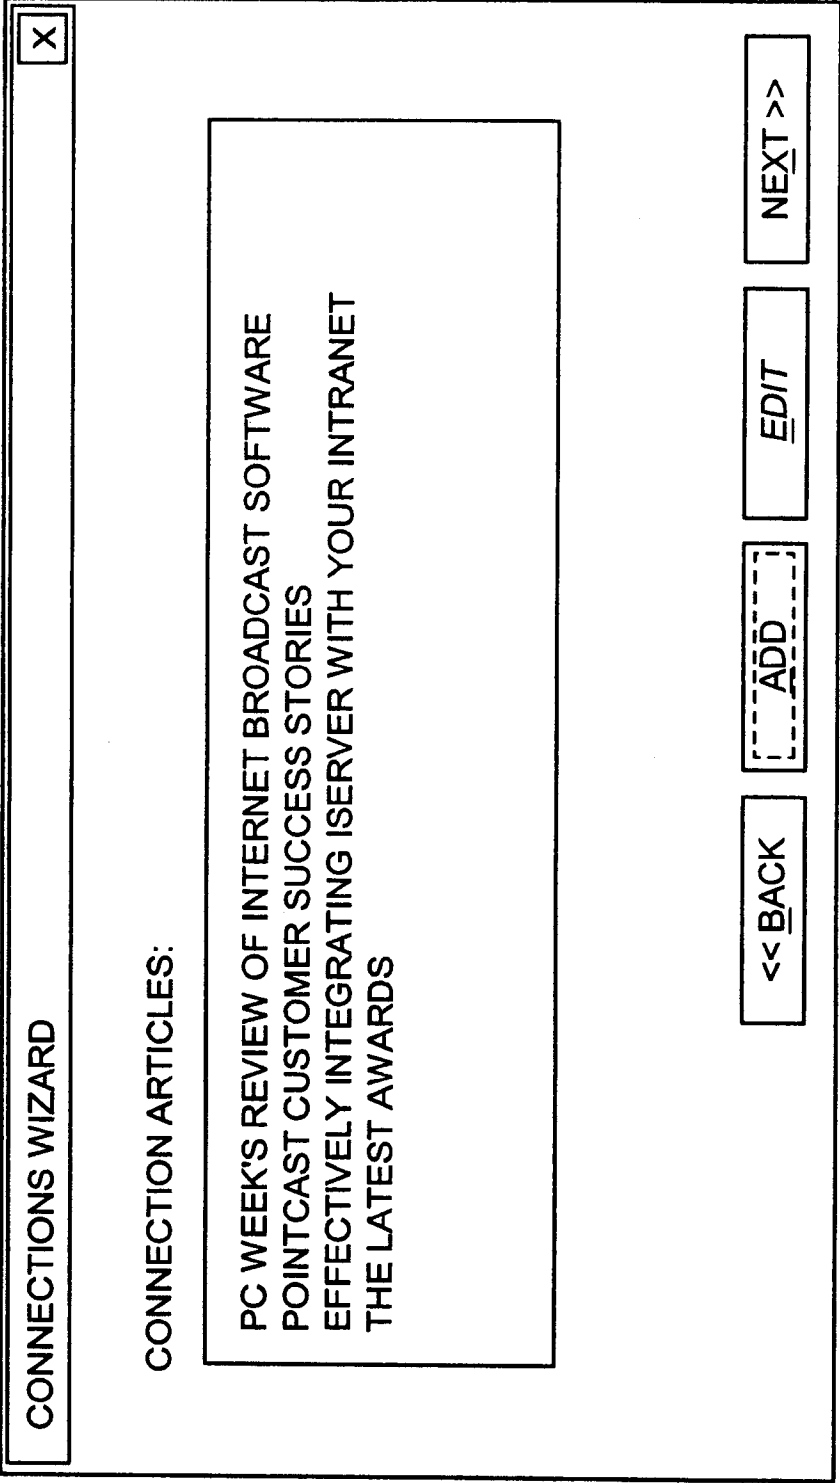 CONNECTIONS WIZARD
X
CONNECTION ARTICLES:
PC WEEK'S REVIEW OF INTERNET BROADCAST SOFTWARE
POINTCAST CUSTOMER SUCCESS STORIES
EFFECTIVELY INTEGRATING ISERVER WITH YOUR INTRANET
THE LATEST AWARDS
<< BACK
ADD
EDIT
NEXT >>